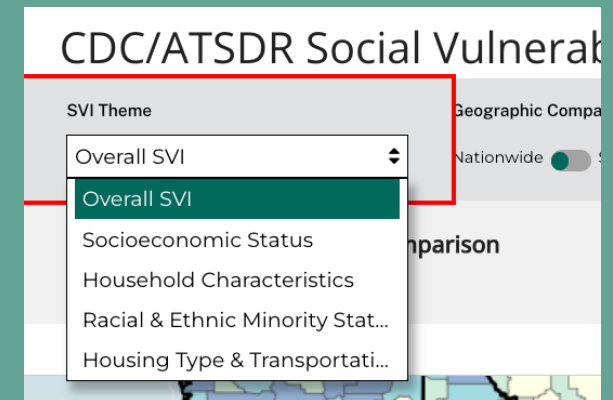 CDC/ATSDR Social Vulnerab
SVI Theme
Geographic Compa
Overall SVI
Nationwide
Overall SVI
Socioeconomic Status
mparison
Household Characteristics
Racial & Ethnic Minority Stat...
Housing Type & Transportati...